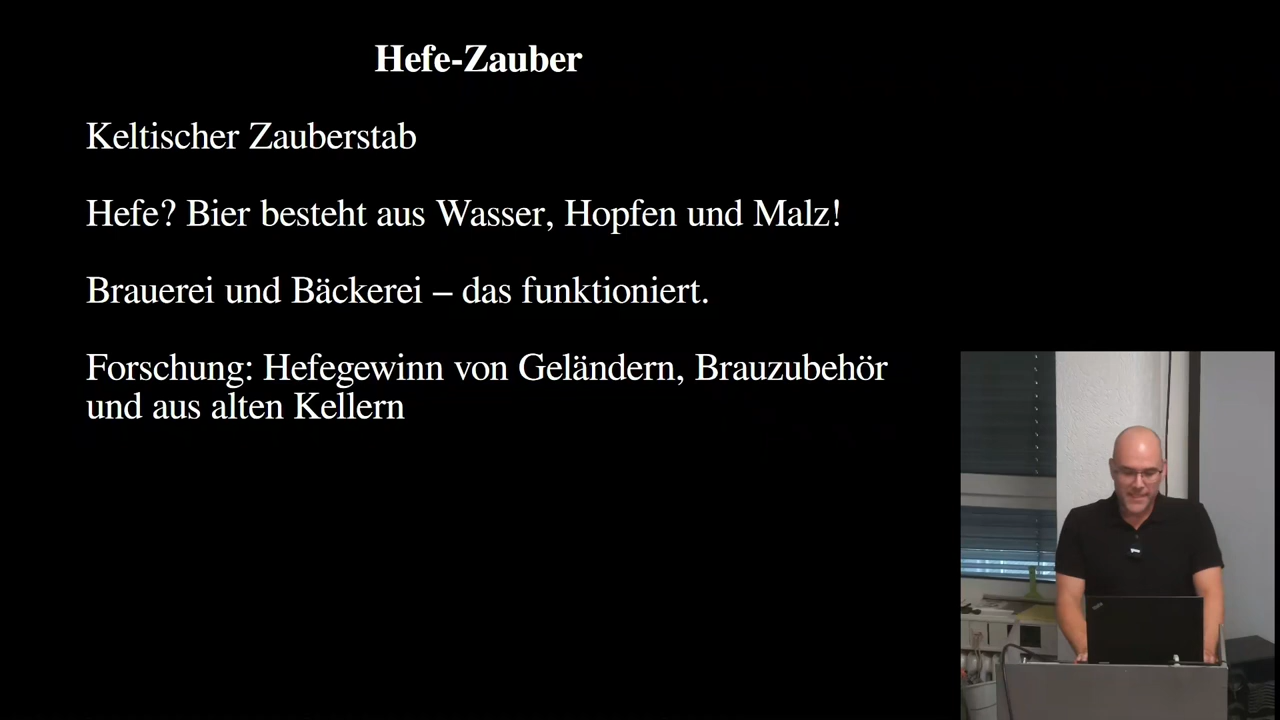 Hefe-Zauber
Keltischer Zauberstab
Hefe? Bier besteht aus Wasser, Hopfen und Malz!
Brauerei und Bäckerei – das funktioniert.
Forschung: Hefegewinn von Geländern, Brauzubehör
und aus alten Kellern